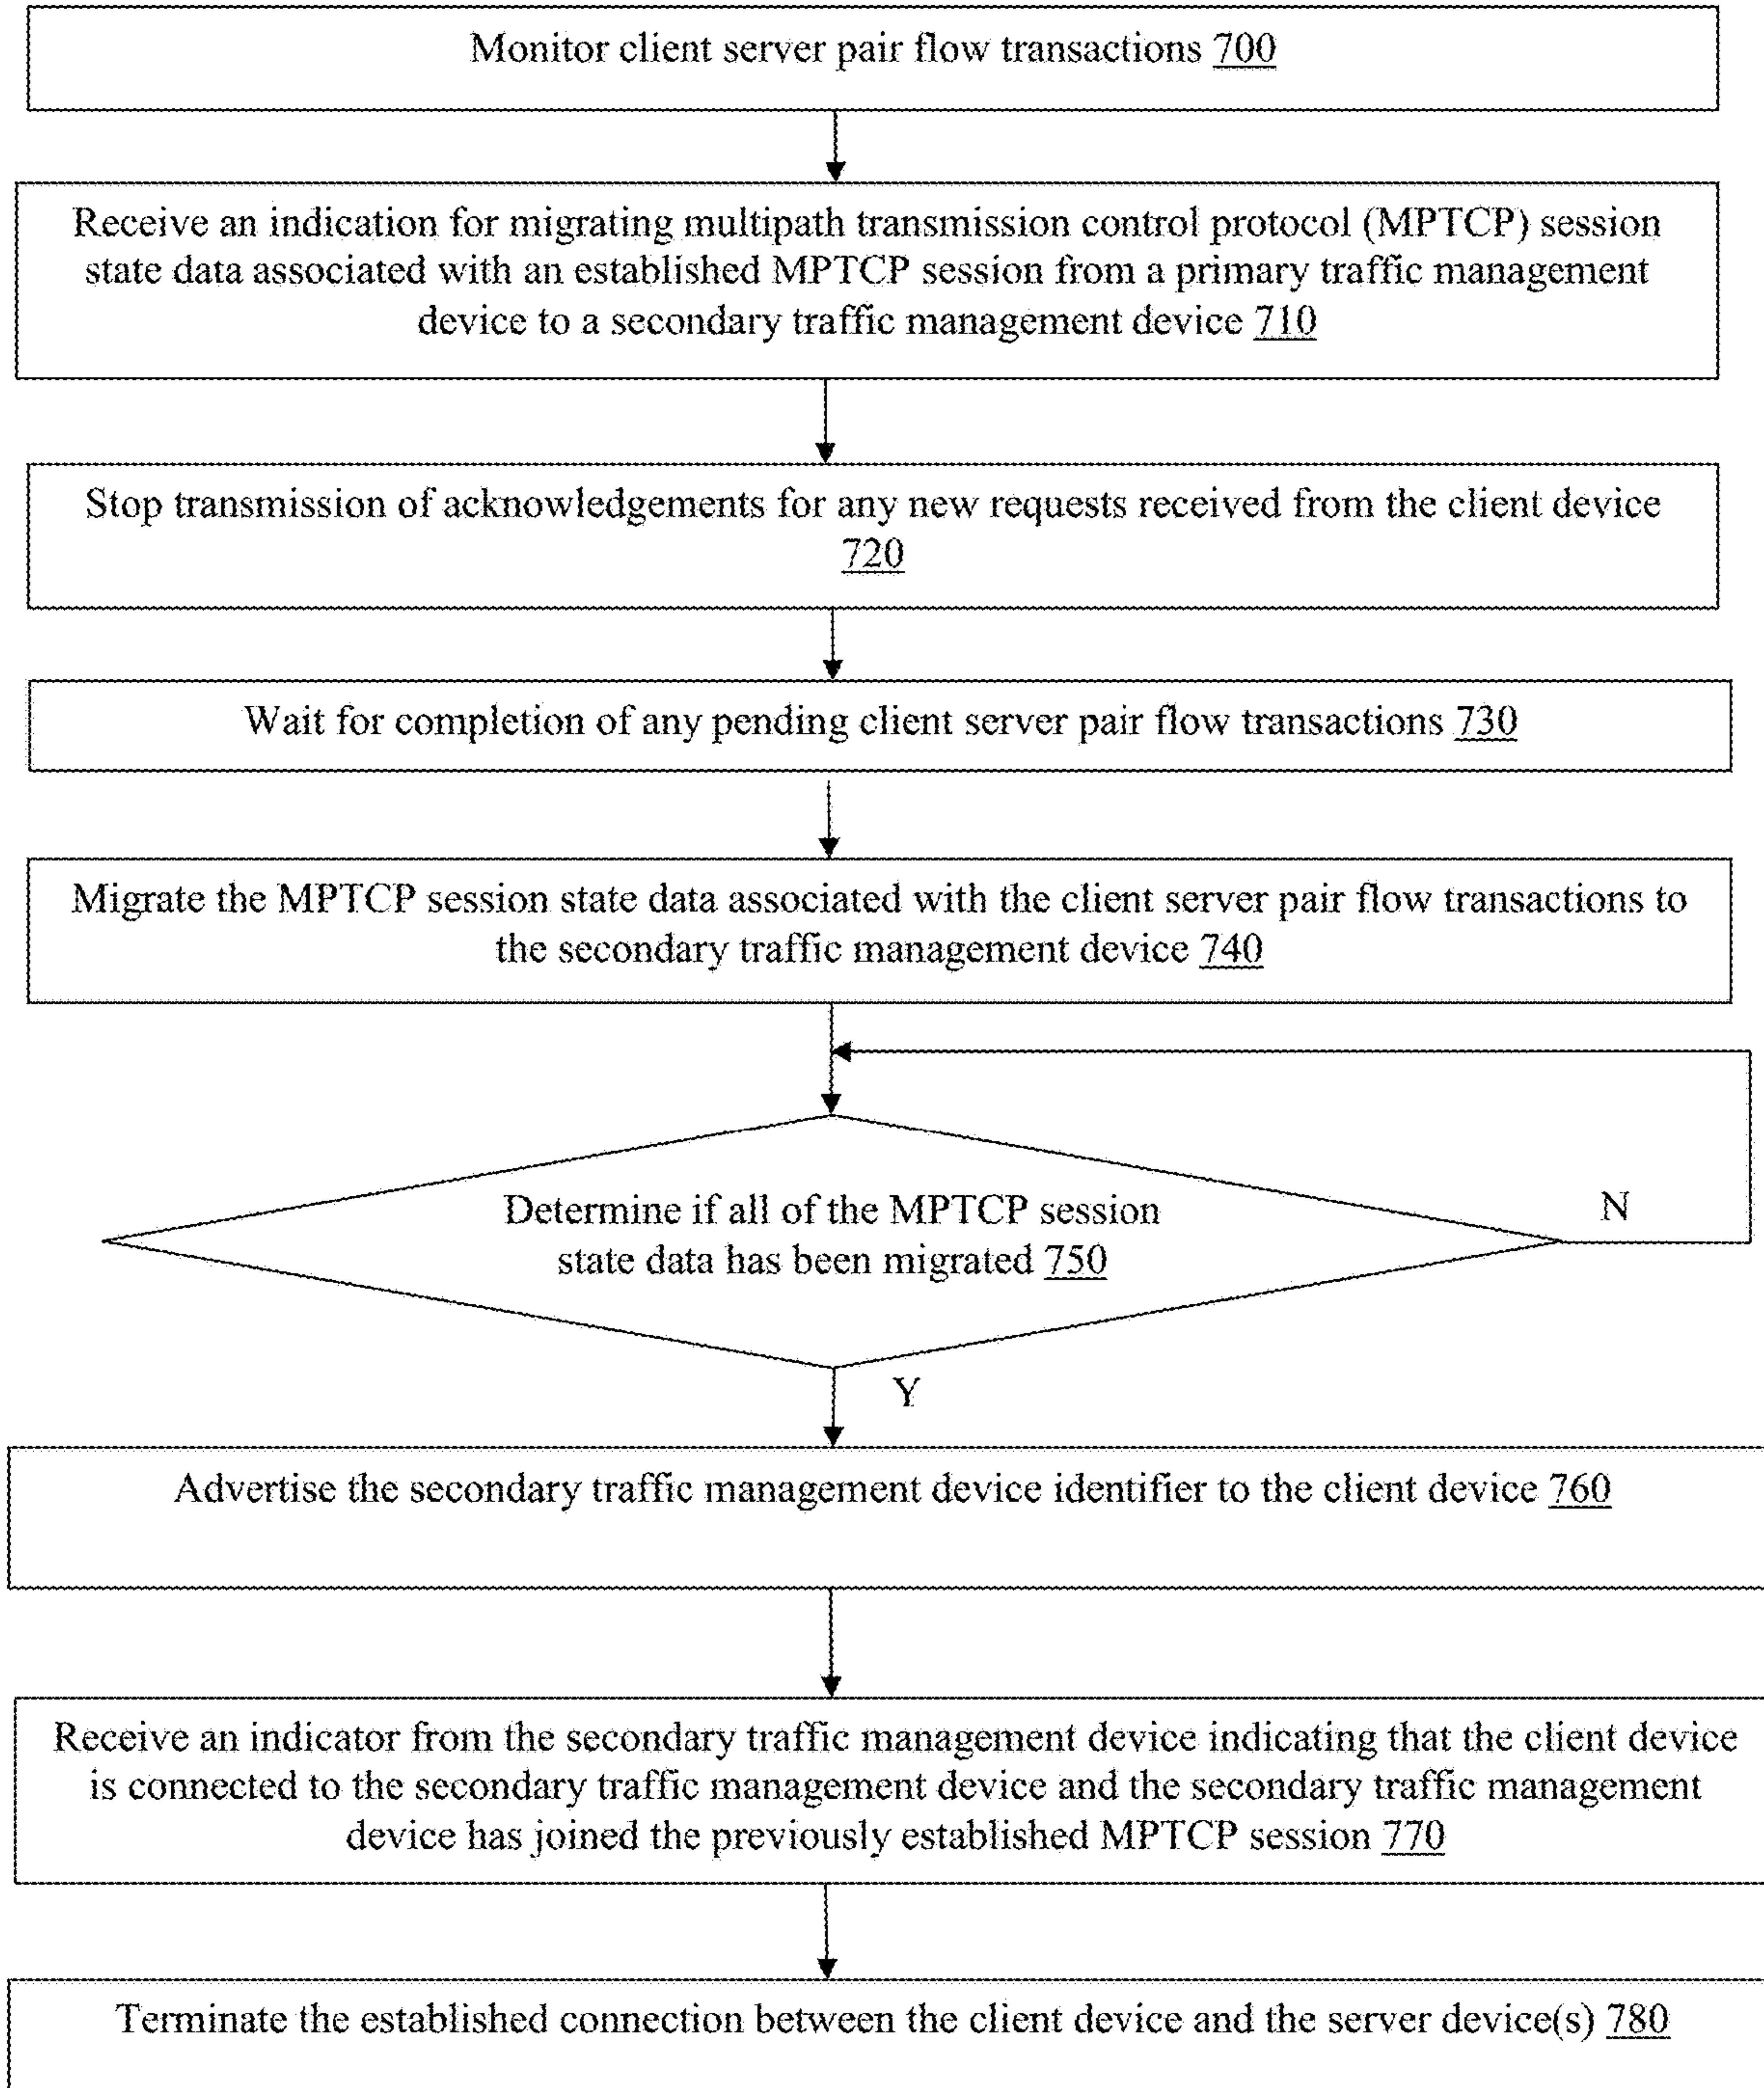 Monitor client server pair flow transactions 700
Receive an indication for migrating multipath transmission control protocol (MPTCP) session
state data associated with an established MPTCP session from a primary traffic management
device to a secondary traffic management device 710
Stop transmission of acknowledgements for any new requests received from the client device
720
Wait for completion of any pending client server pair flow transactions 730
Migrate the MPTCP session state data associated with the client server pair flow transactions to
the secondary traffic management device 740
Determine if all of the MPTCP session
state data has been migrated 750
N
Y
Advertise the secondary traffic management device identifier to the client device 760
Receive an indicator from the secondary traffic management device indicating that the client device
is connected to the secondary traffic management device and the secondary traffic management
device has joined the previously established MPTCP session 770
Terminate the established connection between the client device and the server device(s) 780